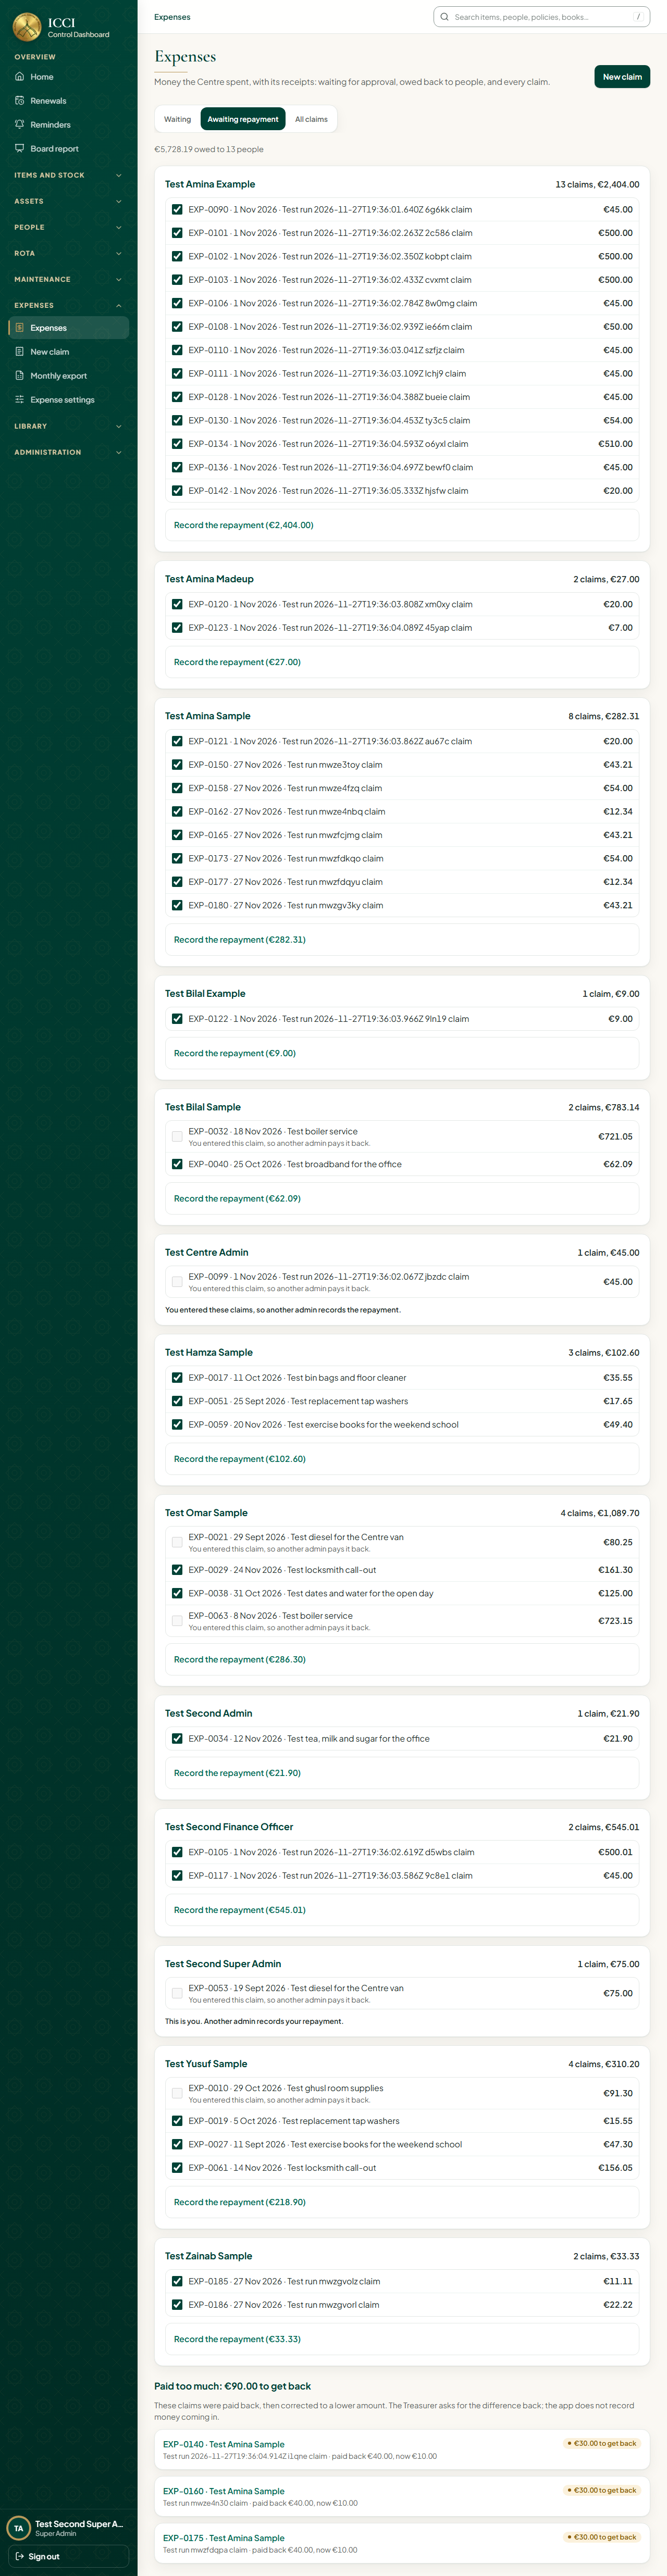 ICCI
Control Dashboard
OVERVIEW
Home
Renewals
Reminders
Board report
ITEMS AND STOCK
ASSETS
PEOPLE
ROTA
MAINTENANCE
EXPENSES
Expenses
New claim
Monthly export
Expense settings
LIBRARY
ADMINISTRATION
TA
Test Second Super A...
Super Admin
Sign out
Expenses
Search items, people, policies, books...
/
Expenses
Money the Centre spent, with its receipts: waiting for approval, owed back to people, and every claim.
New claim
Waiting
Awaiting repayment
All claims
€5,728.19 owed to 13 people
Test Amina Example
13 claims, €2,404.00
EXP-0090 · 1 Nov 2026 · Test run 2026-11-27T19:36:01.640Z 6g6kk claim €45.00
EXP-0101 · 1 Nov 2026 · Test run 2026-11-27T19:36:02.263Z 2c586 claim €500.00
EXP-0102 · 1 Nov 2026 · Test run 2026-11-27T19:36:02.350Z kobpt claim €500.00
EXP-0103 · 1 Nov 2026 · Test run 2026-11-27T19:36:02.433Z cvxmt claim €500.00
EXP-0106 · 1 Nov 2026 · Test run 2026-11-27T19:36:02.784Z 8w0mg claim €45.00
EXP-0108 · 1 Nov 2026 · Test run 2026-11-27T19:36:02.939Z ie66m claim €50.00
EXP-0110 · 1 Nov 2026 · Test run 2026-11-27T19:36:03.041Z szfjz claim €45.00
EXP-0111 · 1 Nov 2026 · Test run 2026-11-27T19:36:03.109Z lchj9 claim €45.00
EXP-0128 · 1 Nov 2026 · Test run 2026-11-27T19:36:04.388Z bueie claim €45.00
EXP-0130 · 1 Nov 2026 · Test run 2026-11-27T19:36:04.453Z ty3c5 claim €54.00
EXP-0134 · 1 Nov 2026 · Test run 2026-11-27T19:36:04.593Z o6yxl claim €510.00
EXP-0136 · 1 Nov 2026 · Test run 2026-11-27T19:36:04.697Z bewf0 claim €45.00
EXP-0142 · 1 Nov 2026 · Test run 2026-11-27T19:36:05.333Z hjsfw claim €20.00
Record the repayment (€2,404.00)
Test Amina Madeup
2 claims, €27.00
EXP-0120 · 1 Nov 2026 · Test run 2026-11-27T19:36:03.808Z xm0xy claim €20.00
EXP-0123 · 1 Nov 2026 · Test run 2026-11-27T19:36:04.089Z 45yap claim €7.00
Record the repayment (€27.00)
Test Amina Sample
8 claims, €282.31
EXP-0121 · 1 Nov 2026 · Test run 2026-11-27T19:36:03.862Z au67c claim €20.00
EXP-0150 · 27 Nov 2026 · Test run mwze3toy claim €43.21
EXP-0158 · 27 Nov 2026 · Test run mwze4fzq claim €54.00
EXP-0162 · 27 Nov 2026 · Test run mwze4nbq claim €12.34
EXP-0165 · 27 Nov 2026 · Test run mwzfcjmg claim €43.21
EXP-0173 · 27 Nov 2026 · Test run mwzfdkqo claim €54.00
EXP-0177 · 27 Nov 2026 · Test run mwzfdqyu claim €12.34
EXP-0180 · 27 Nov 2026 · Test run mwzgv3ky claim €43.21
Record the repayment (€282.31)
Test Bilal Example
1 claim, €9.00
EXP-0122 · 1 Nov 2026 · Test run 2026-11-27T19:36:03.966Z 9ln19 claim €9.00
Record the repayment (€9.00)
Test Bilal Sample
2 claims, €783.14
EXP-0032 · 18 Nov 2026 · Test boiler service €721.05
You entered this claim, so another admin pays it back.
EXP-0040 · 25 Oct 2026 · Test broadband for the office €62.09
Record the repayment (€62.09)
Test Centre Admin
1 claim, €45.00
EXP-0099 · 1 Nov 2026 · Test run 2026-11-27T19:36:02.067Z jbzdc claim €45.00
You entered this claim, so another admin pays it back.
You entered these claims, so another admin records the repayment.
Test Hamza Sample
3 claims, €102.60
EXP-0017 · 11 Oct 2026 · Test bin bags and floor cleaner €35.55
EXP-0051 · 25 Sept 2026 · Test replacement tap washers €17.65
EXP-0059 · 20 Nov 2026 · Test exercise books for the weekend school €49.40
Record the repayment (€102.60)
Test Omar Sample
4 claims, €1,089.70
EXP-0021 · 29 Sept 2026 · Test diesel for the Centre van €80.25
You entered this claim, so another admin pays it back.
EXP-0029 · 24 Nov 2026 · Test locksmith call-out €161.30
EXP-0038 · 31 Oct 2026 · Test dates and water for the open day €125.00
EXP-0063 · 8 Nov 2026 · Test boiler service €723.15
You entered this claim, so another admin pays it back.
Record the repayment (€286.30)
Test Second Admin
1 claim, €21.90
EXP-0034 · 12 Nov 2026 · Test tea, milk and sugar for the office €21.90
Record the repayment (€21.90)
Test Second Finance Officer
2 claims, €545.01
EXP-0105 · 1 Nov 2026 · Test run 2026-11-27T19:36:02.619Z d5wbs claim €500.01
EXP-0117 · 1 Nov 2026 · Test run 2026-11-27T19:36:03.586Z 9c8e1 claim €45.00
Record the repayment (€545.01)
Test Second Super Admin
1 claim, €75.00
EXP-0053 · 19 Sept 2026 · Test diesel for the Centre van €75.00
You entered this claim, so another admin pays it back.
This is you. Another admin records your repayment.
Test Yusuf Sample
4 claims, €310.20
EXP-0010 · 29 Oct 2026 · Test ghusl room supplies €91.30
You entered this claim, so another admin pays it back.
EXP-0019 · 5 Oct 2026 · Test replacement tap washers €15.55
EXP-0027 · 11 Sept 2026 · Test exercise books for the weekend school €47.30
EXP-0061 · 14 Nov 2026 · Test locksmith call-out €156.05
Record the repayment (€218.90)
Test Zainab Sample
2 claims, €33.33
EXP-0185 · 27 Nov 2026 · Test run mwzgvolz claim €11.11
EXP-0186 · 27 Nov 2026 · Test run mwzgvorl claim €22.22
Record the repayment (€33.33)
Paid too much: €90.00 to get back
These claims were paid back, then corrected to a lower amount. The Treasurer asks for the difference back; the app does not record
money coming in.
EXP-0140 · Test Amina Sample
€30.00 to get back
Test run 2026-11-27T19:36:04.914Z i1qne claim · paid back €40.00, now €10.00
EXP-0160 · Test Amina Sample
€30.00 to get back
Test run mwze4n30 claim · paid back €40.00, now €10.00
EXP-0175 · Test Amina Sample
€30.00 to get back
Test run mwzfdqpa claim · paid back €40.00, now €10.00